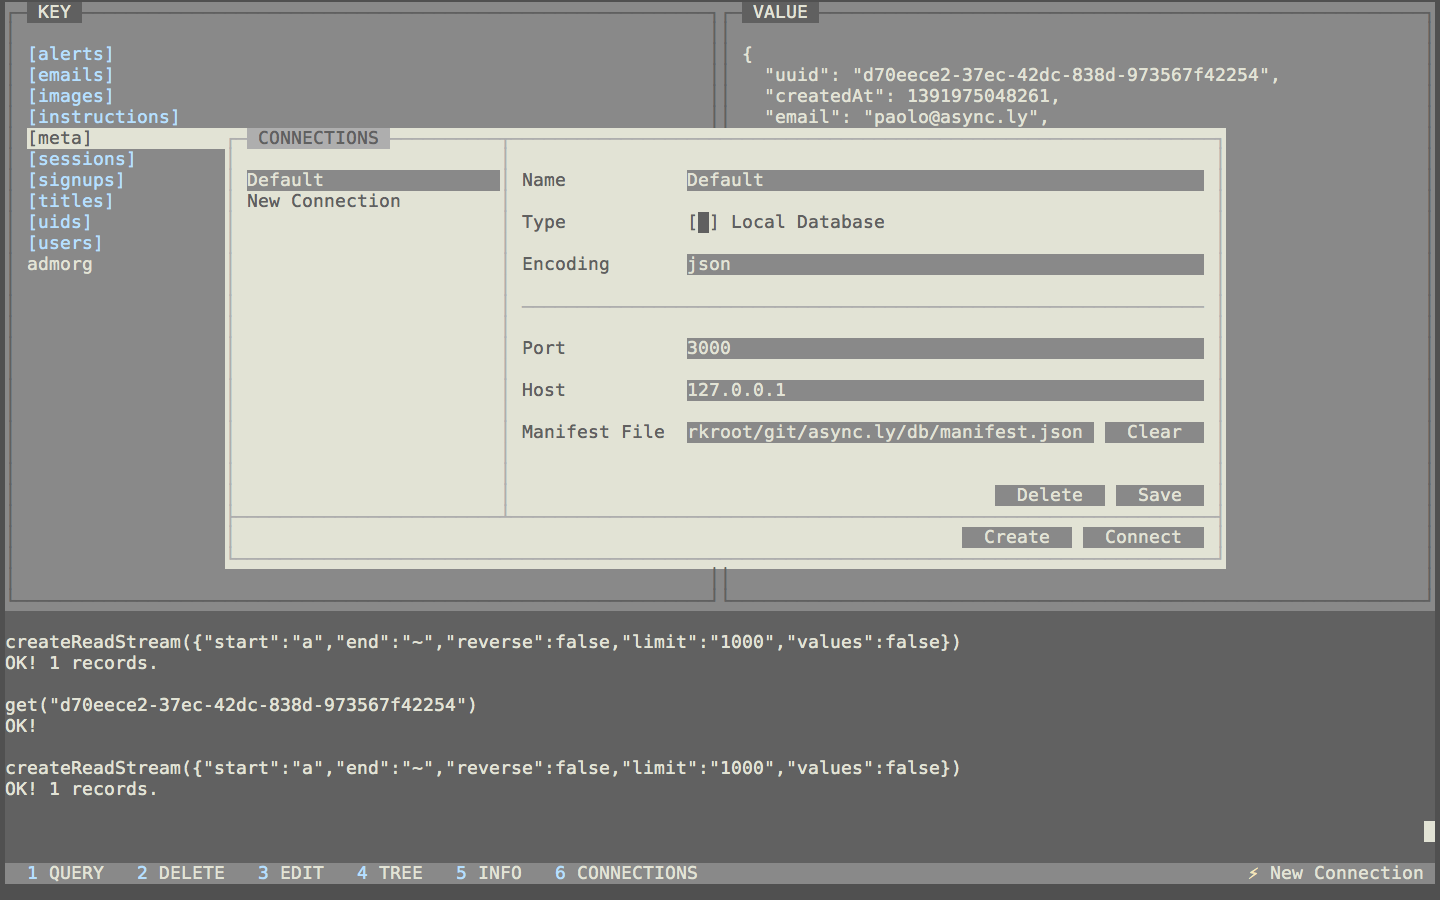 KEY
[alerts]
[emails]
[images]
[instructions]
[meta]
[sessions]
[signups]
[titles]
[uids]
[users]
admorg
VALUE
{
"uuid": "d70eece2-37ec-42dc-838d-973567f42254",
"createdAt": 1391975048261,
"email": "paolo@async.ly",
CONNECTIONS
Default
New Connection
Name Default
Type [ ] Local Database
Encoding json
Port 3000
Host 127.0.0.1
Manifest File rkroot/git/async.ly/db/manifest.json Clear
Delete Save
Create Connect
createReadStream({"start":"a","end":"~","reverse":false,"limit":"1000","values":false})
OK! 1 records.
get("d70eece2-37ec-42dc-838d-973567f42254")
OK!
createReadStream({"start":"a","end":"~","reverse":false,"limit":"1000","values":false})
OK! 1 records.
1 QUERY 2 DELETE 3 EDIT 4 TREE 5 INFO 6 CONNECTIONS ⚡ New Connection